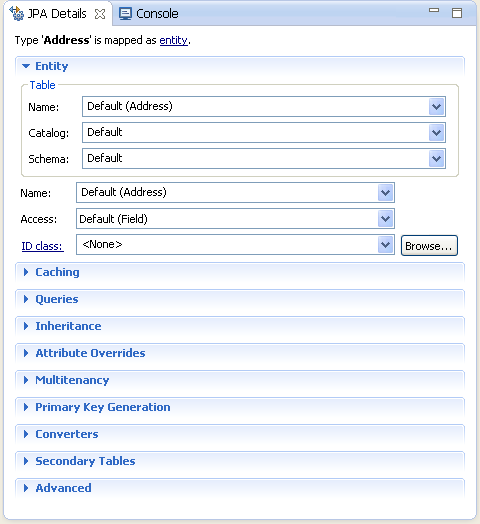 JPA Details Console
Type 'Address' is mapped as entity.
Entity
Table
Name: Default (Address)
Catalog: Default
Schema: Default
Name: Default (Address)
Access: Default (Field)
ID class: <None> Browse...
Caching
Queries
Inheritance
Attribute Overrides
Multitenancy
Primary Key Generation
Converters
Secondary Tables
Advanced